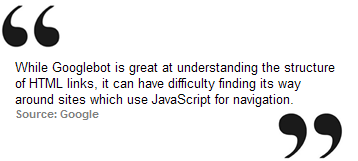 While Googlebot is great at understanding the structure
of HTML links, it can have difficulty finding its way
around sites which use JavaScript for navigation.
Source: Google